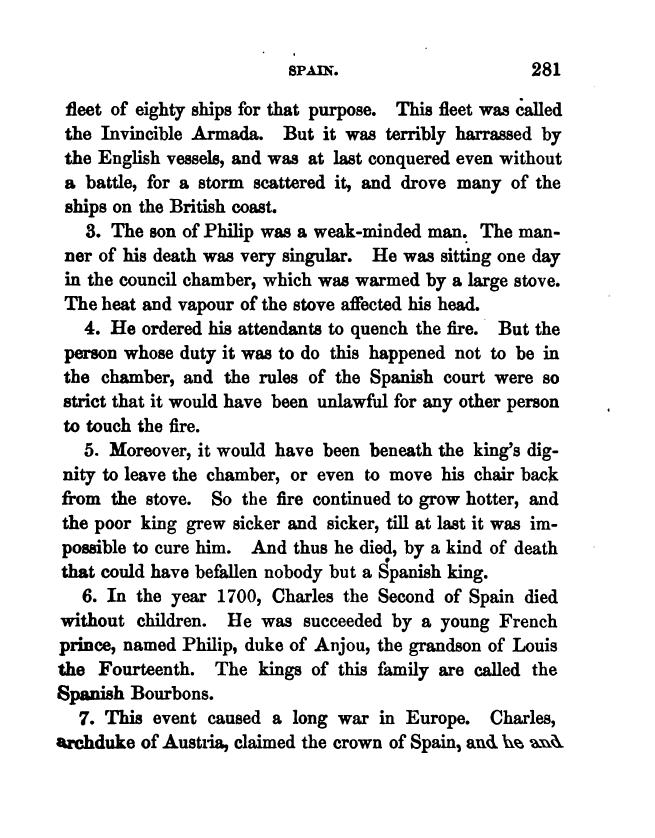 SPAIN. 281
fleet of eighty ships for that purpose. This fleet was called
the Invincible Armada. But it was terribly harrassed by
the English vessels, and was at last conquered even without
a battle, for a storm scattered it, and drove many of the
ships on the British coast.
3. The son of Philip was a weak-minded man. The man-
ner of his death was very singular. He was sitting one day
in the council chamber, which was warmed by a large stove.
The heat and vapour of the stove affected his head.
4. He ordered his attendants to quench the fire. But the
person whose duty it was to do this happened not to be in
the chamber, and the rules of the Spanish court were so
strict that it would have been unlawful for any other person
to touch the fire.
5. Moreover, it would have been beneath the king's dig-
nity to leave the chamber, or even to move his chair back
from the stove. So the fire continued to grow hotter, and
the poor king grew sicker and sicker, till at last it was im-
possible to cure him. And thus he died, by a kind of death
that could have befallen nobody but a Spanish king.
6. In the year 1700, Charles the Second of Spain died
without children. He was succeeded by a young French
prince, named Philip, duke of Anjou, the grandson of Louis
the Fourteenth. The kings of this family are called the
Spanish Bourbons.
7. This event caused a long war in Europe. Charles,
archduke of Austria, claimed the crown of Spain, and he and